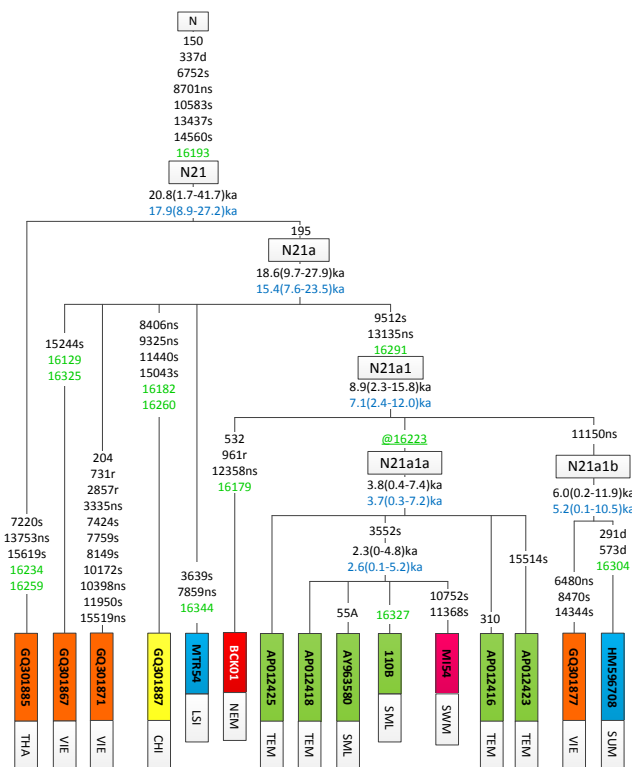 N
150
337d
6752s
8701ns
10583s
13437s
14560s
16193
N21
20.8(1.7-41.7)ka
17.9(8.9-27.2)ka
195
N21a
18.6(9.7-27.9)ka
15.4(7.6-23.5)ka
7220s
13753ns
15619s
16234
16259
15244s
16129
16325
204
731r
2857r
3335ns
7424s
7759s
8149s
10172s
10398ns
11950s
15519ns
8406ns
9325ns
11440s
15043s
16182
16260
3639s
7859ns
16344
9512s
13135ns
16291
N21a1
8.9(2.3-15.8)ka
7.1(2.4-12.0)ka
532
961r
12358ns
16179
@16223
N21a1a
3.8(0.4-7.4)ka
3.7(0.3-7.2)ka
3552s
2.3(0-4.8)ka
2.6(0.1-5.2)ka
55A
16327
10752s
11368s
310
15514s
11150ns
N21a1b
6.0(0.2-11.9)ka
5.2(0.1-10.5)ka
6480ns
8470s
14344s
291d
573d
16304
GQ301885
GQ301867
GQ301871
GQ301887
MTR54
BCK01
AP012425
AP012418
AY963580
110B
MI54
AP012416
AP012423
GQ301877
HM596708
THA
VIE
VIE
CHI
LSI
NEM
TEM
TEM
SML
SML
SWM
TEM
TEM
VIE
SUM